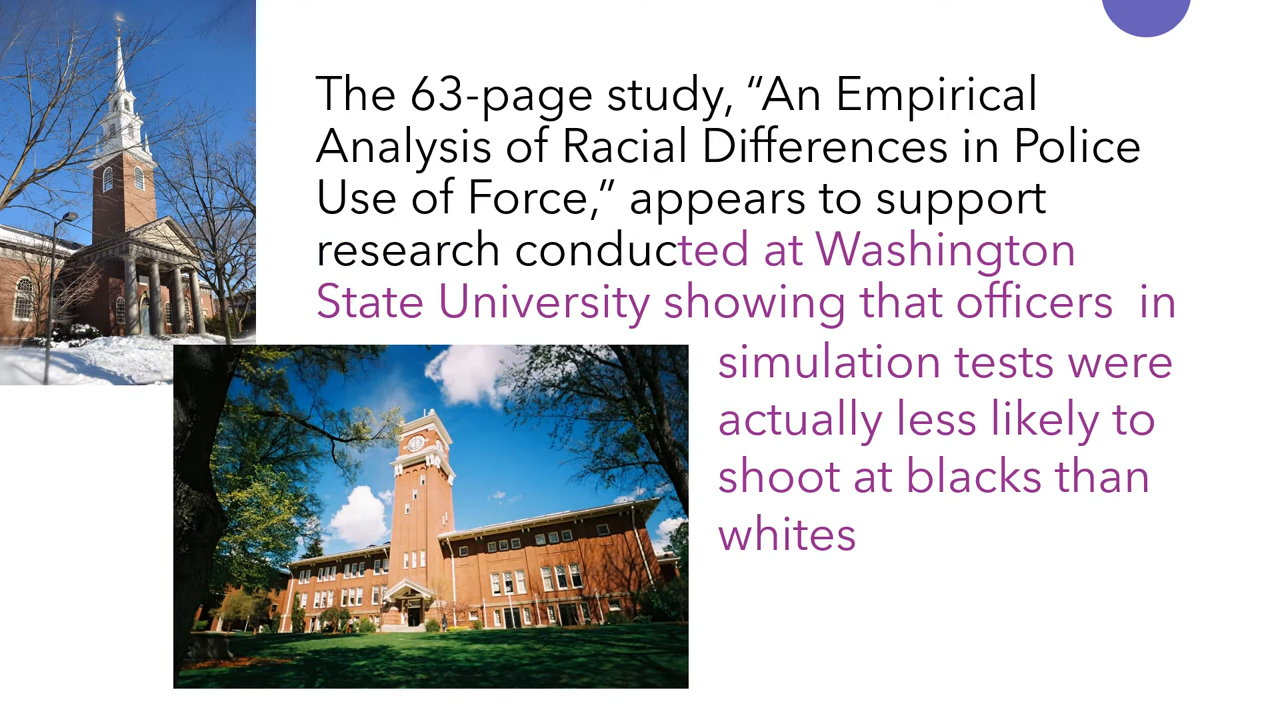 The 63-page study, “An Empirical
Analysis of Racial Differences in Police
Use of Force,” appears to support
research conducted at Washington
State University showing that officers  in
simulation tests were
actually less likely to
shoot at blacks than
whites